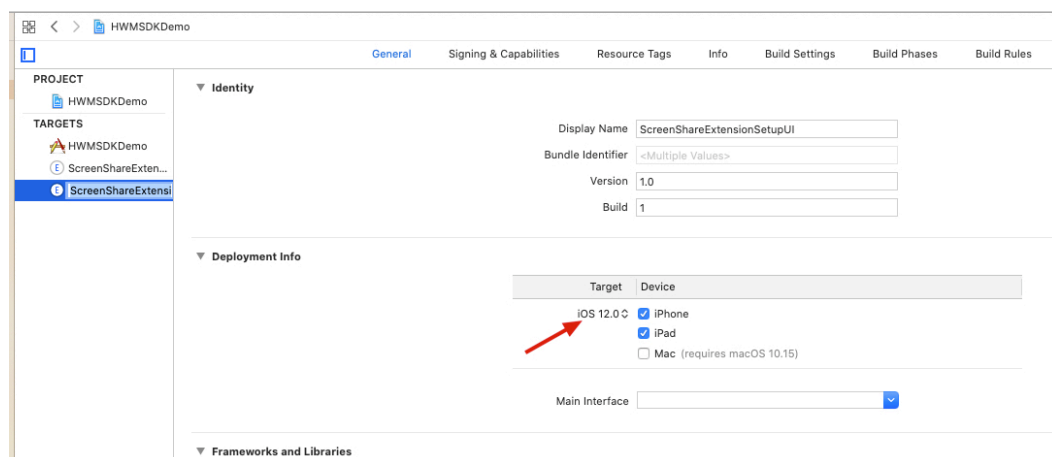 HWMSDKDemo
General Signing & Capabilities Resource Tags Info Build Settings Build Phases Build Rules
PROJECT
HWMSDKDemo
TARGETS
HWMSDKDemo
ScreenShareExten...
ScreenShareExtensi
Identity
Display Name ScreenShareExtensionSetupUI
Bundle Identifier <Multiple Values>
Version 1.0
Build 1
Deployment Info
Target Device
iOS 12.0 iPhone
iPad
Mac (requires macOS 10.15)
Main Interface
Frameworks and Libraries